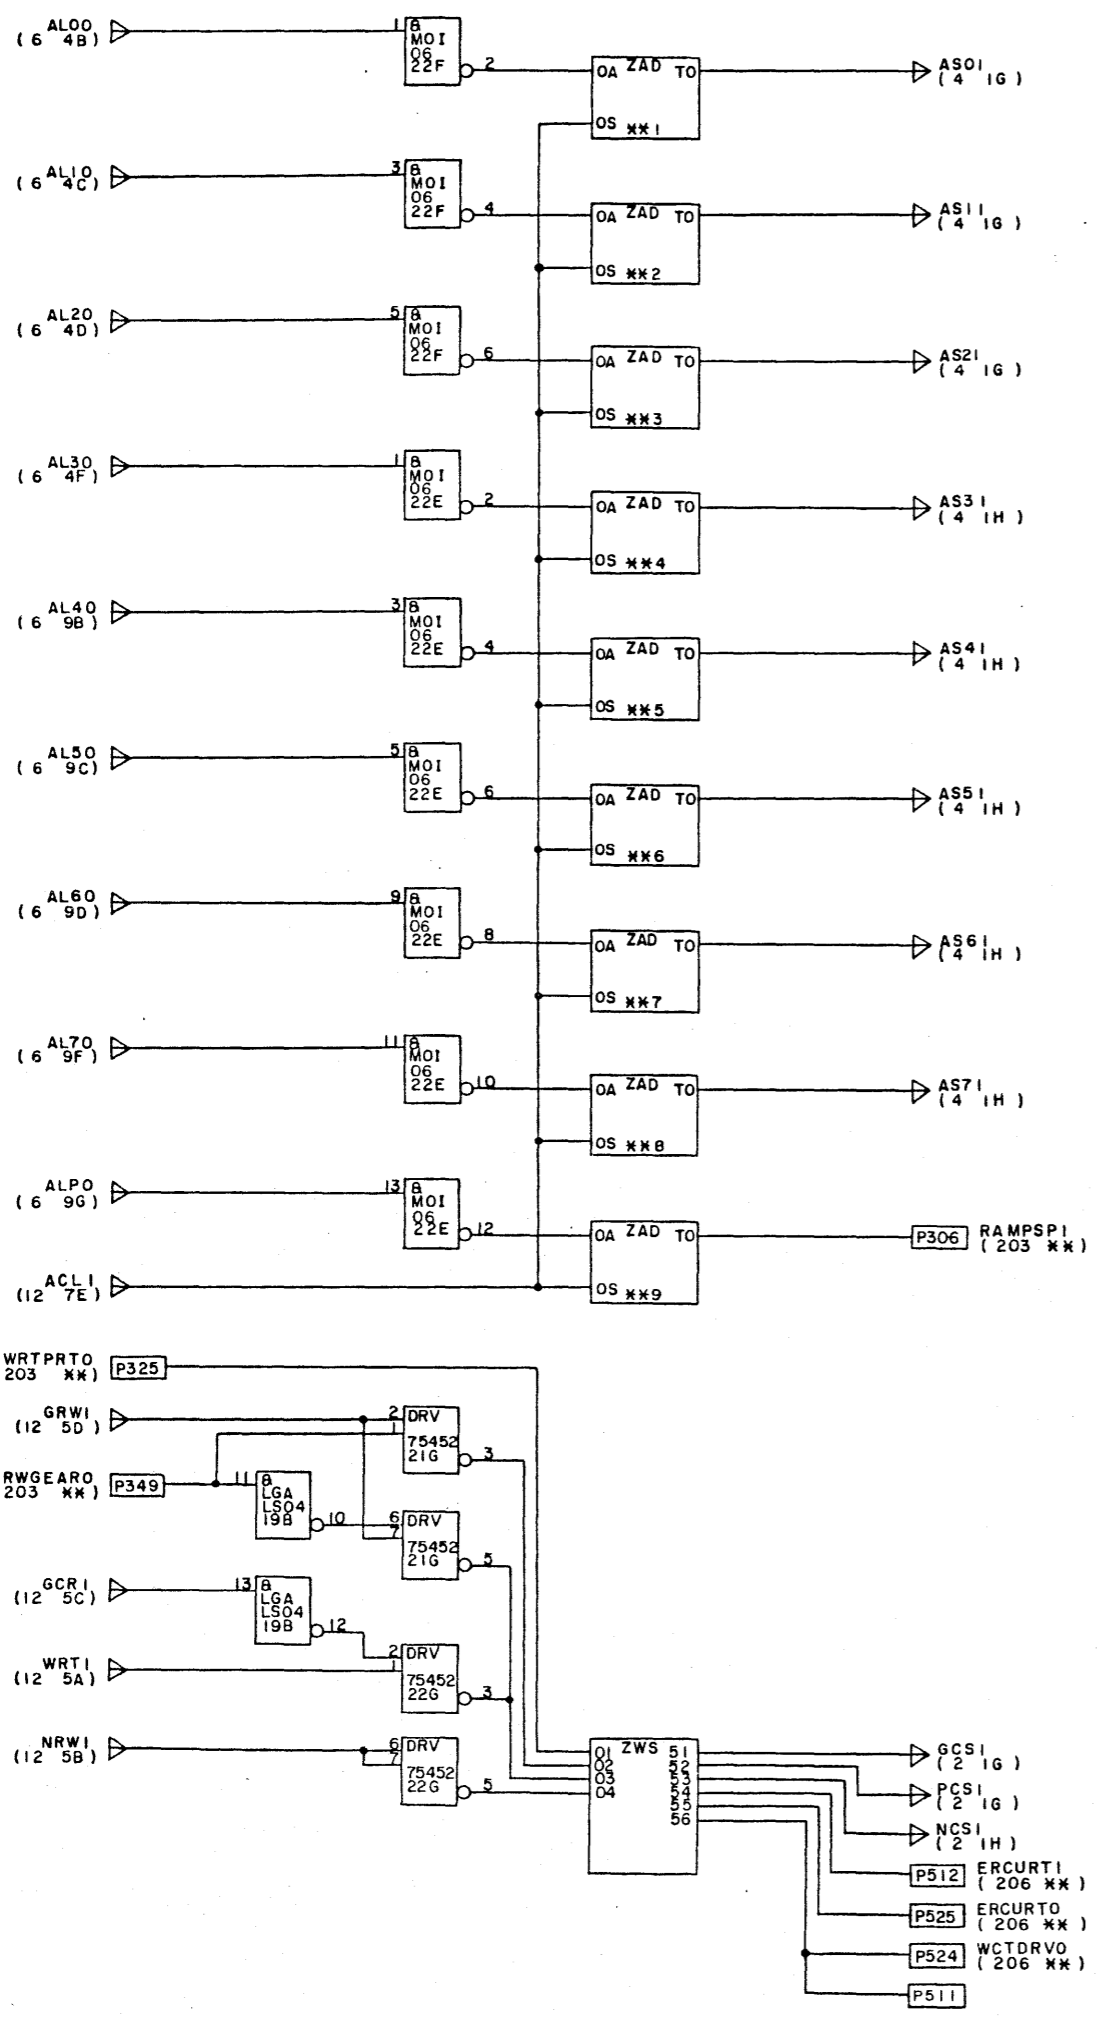 AL00
( 6 4B )
1 &
MOI
06
22F
2
OA ZAD TO
OS **1
AS01
( 4 1G )
AL10
( 6 4C )
3 &
MOI
06
22F
4
OA ZAD TO
OS **2
AS11
( 4 1G )
AL20
( 6 4D )
5 &
MOI
06
22F
6
OA ZAD TO
OS **3
AS21
( 4 1G )
AL30
( 6 4F )
1 &
MOI
06
22E
2
OA ZAD TO
OS **4
AS31
( 4 1H )
AL40
( 6 9B )
3 &
MOI
06
22E
4
OA ZAD TO
OS **5
AS41
( 4 1H )
AL50
( 6 9C )
5 &
MOI
06
22E
6
OA ZAD TO
OS **6
AS51
( 4 1H )
AL60
( 6 9D )
9 &
MOI
06
22E
8
OA ZAD TO
OS **7
AS61
( 4 1H )
AL70
( 6 9F )
11 &
MOI
06
22E
10
OA ZAD TO
OS **8
AS71
( 4 1H )
ALP0
( 6 9G )
13 &
MOI
06
22E
12
OA ZAD TO
OS **9
P306 RAMPSP1
( 203 ** )
ACL1
(12 7E)
WRTPRT0
203 **)
P325
GRW1
(12 5D)
2 DRV
1
75452
21G
3
RWGEAR0
203 **)
P349
11 &
LGA
LS04
19B
10
6 DRV
7
75452
21G
5
GCR1
(12 5C)
13 &
LGA
LS04
19B
12
WRT1
(12 5A)
2 DRV
1
75452
22G
3
NRW1
(12 5B)
6 DRV
7
75452
22G
5
01 ZWS 51
02 52
03 53
04 54
55
56
GCS1
( 2 1G )
PCS1
( 2 1G )
NCS1
( 2 1H )
P512 ERCURT1
( 206 ** )
P525 ERCURT0
( 206 ** )
P524 WCTDRV0
( 206 ** )
P511